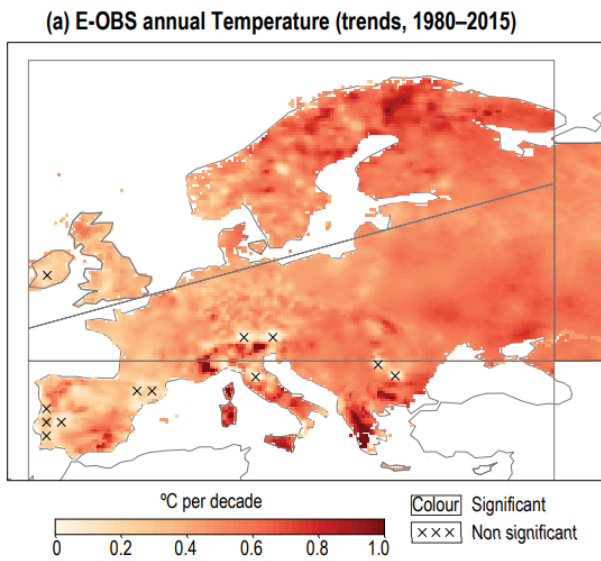 (a) E-OBS annual Temperature (trends, 1980–2015)
ºC per decade
0 0.2 0.4 0.6 0.8 1.0
Colour Significant
××× Non significant